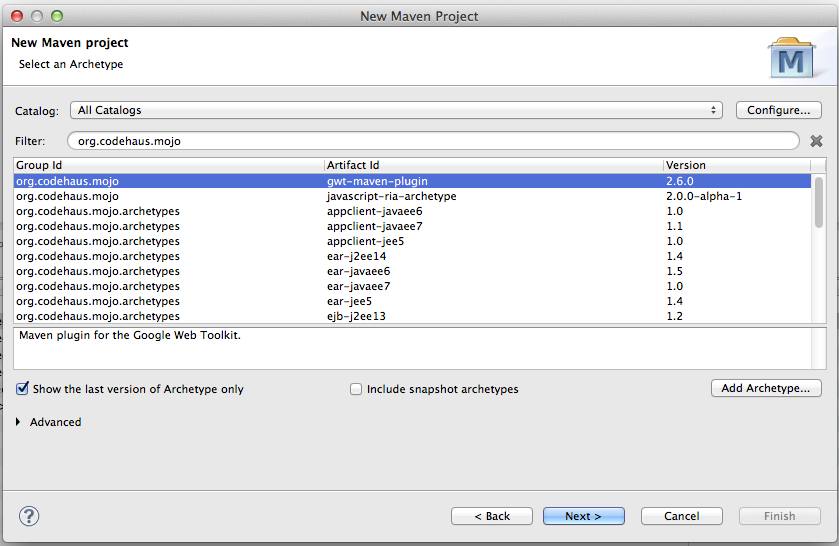 New Maven Project
New Maven project
Select an Archetype
M
Catalog: All Catalogs Configure...
Filter: org.codehaus.mojo
Group Id Artifact Id Version
org.codehaus.mojo gwt-maven-plugin 2.6.0
org.codehaus.mojo javascript-ria-archetype 2.0.0-alpha-1
org.codehaus.mojo.archetypes appclient-javaee6 1.0
org.codehaus.mojo.archetypes appclient-javaee7 1.1
org.codehaus.mojo.archetypes appclient-jee5 1.0
org.codehaus.mojo.archetypes ear-j2ee14 1.4
org.codehaus.mojo.archetypes ear-javaee6 1.5
org.codehaus.mojo.archetypes ear-javaee7 1.0
org.codehaus.mojo.archetypes ear-jee5 1.4
org.codehaus.mojo.archetypes ejb-j2ee13 1.2
Maven plugin for the Google Web Toolkit.
Show the last version of Archetype only Include snapshot archetypes Add Archetype...
Advanced
? < Back Next > Cancel Finish